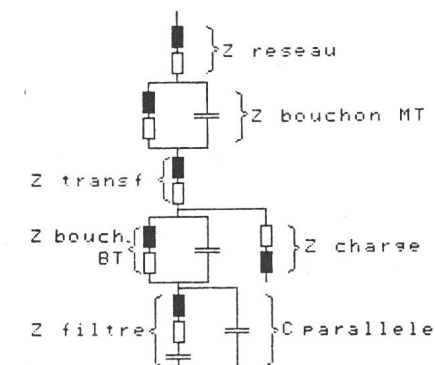 Z reseau
Z bouchon MT
Z transf
Z bouch.
BT
Z charge
Z filtre
C parallele